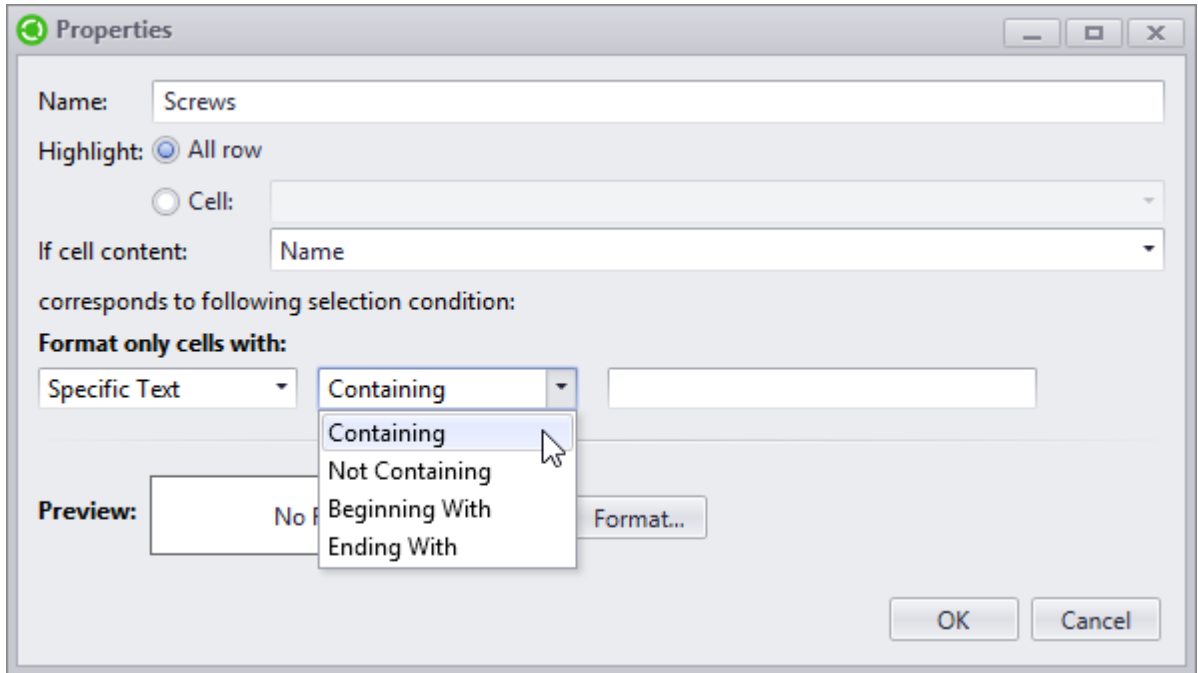 Properties
Name: Screws
Highlight: All row
Cell:
If cell content: Name
corresponds to following selection condition:
Format only cells with:
Specific Text Containing
Containing
Not Containing
Beginning With
Ending With
Preview: No Format...
OK Cancel